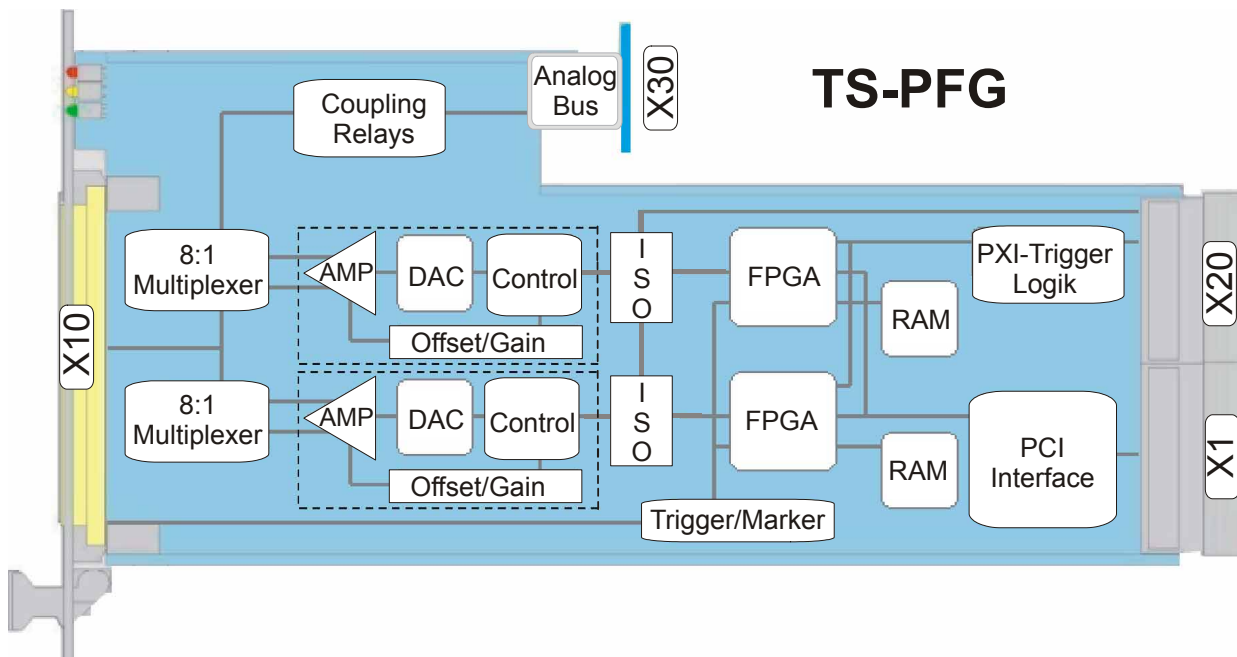 TS-PFG
Analog
Bus
X30
Coupling
Relays
8:1
Multiplexer
AMP
DAC
Control
Offset/Gain
I
S
O
FPGA
RAM
PXI-Trigger
Logik
X20
X10
8:1
Multiplexer
AMP
DAC
Control
Offset/Gain
I
S
O
FPGA
RAM
PCI
Interface
X1
Trigger/Marker